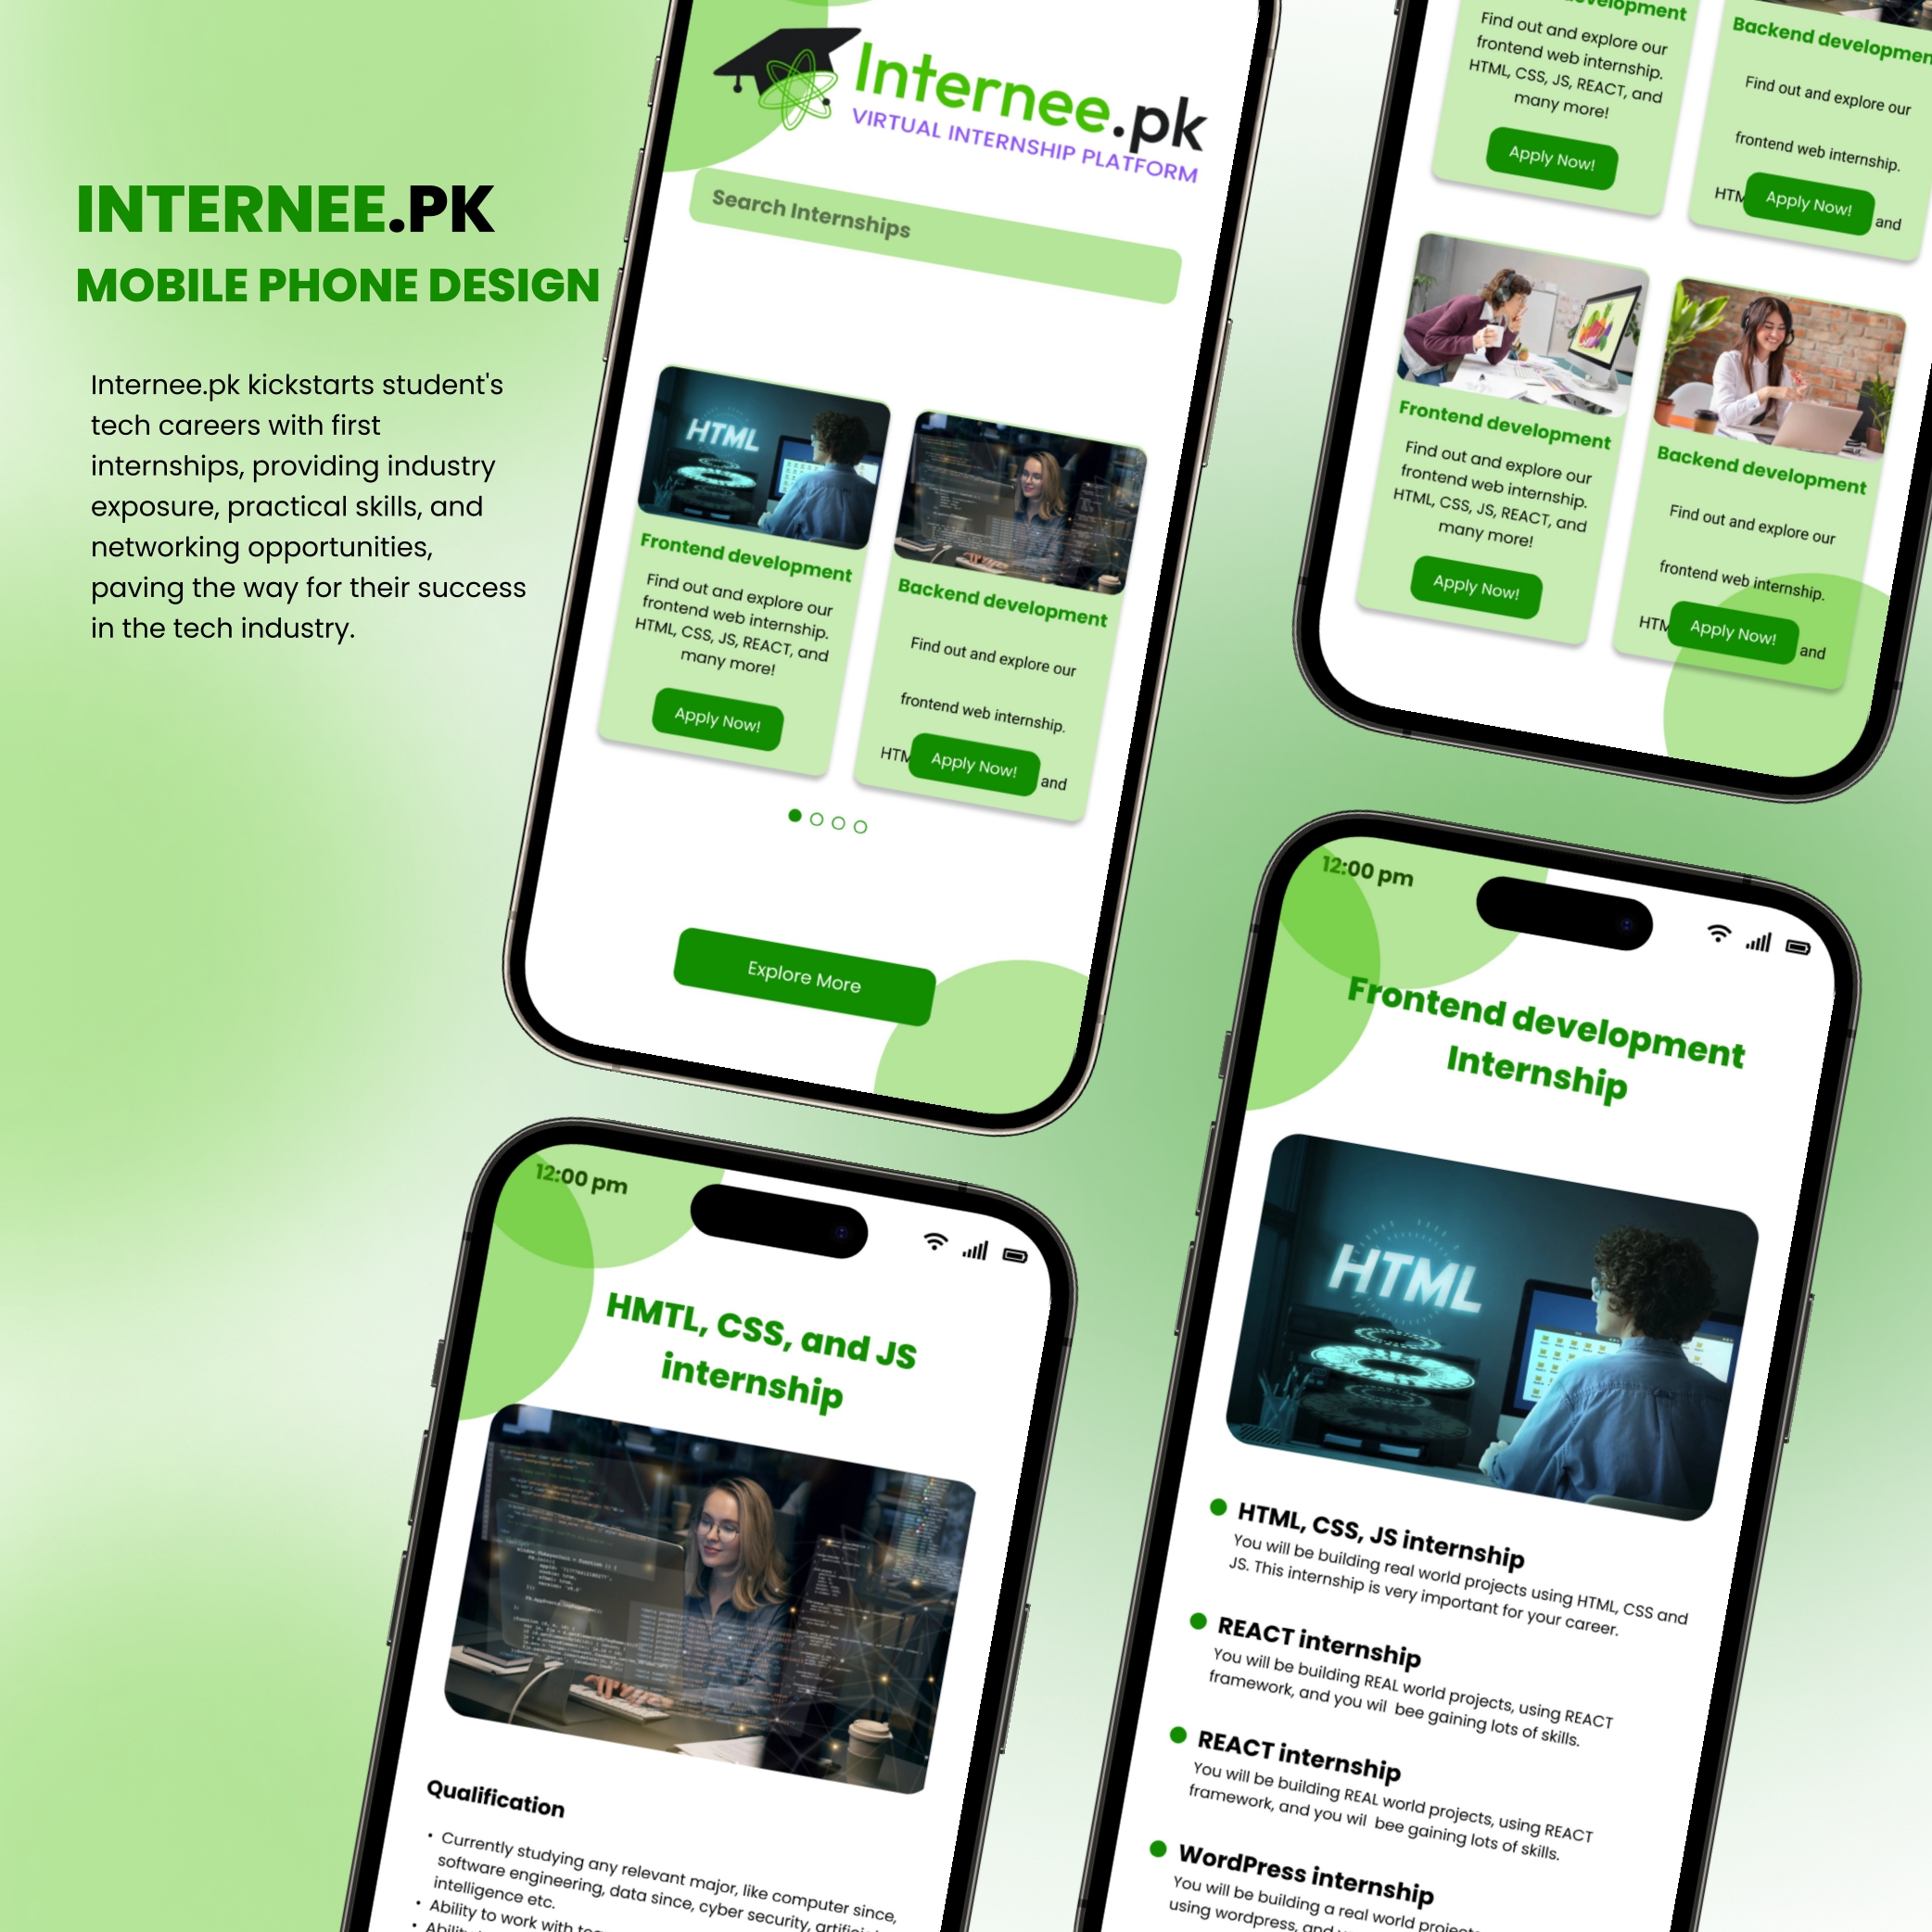 INTERNEE.PK
MOBILE PHONE DESIGN
Internee.pk kickstarts student's
tech careers with first
internships, providing industry
exposure, practical skills, and
networking opportunities,
paving the way for their success
in the tech industry.
Internee.pk
VIRTUAL INTERNSHIP PLATFORM
Search Internships
HTML
Frontend development
Find out and explore our
frontend web internship.
HTML, CSS, JS, REACT, and
many more!
Apply Now!
Backend development
Find out and explore our
frontend web internship.
HTM
Apply Now!
and
Explore More
Find out and explore our
frontend web internship.
HTML, CSS, JS, REACT, and
many more!
Apply Now!
Backend
Find out and explore our
frontend web internship.
HTM
Apply Now!
and
Frontend development
Find out and explore our
frontend web internship.
HTML, CSS, JS, REACT, and
many more!
Apply Now!
Backend development
Find out and explore our
frontend web internship.
HTM
Apply Now!
and
12:00 pm
HMTL, CSS, and JS
internship
Qualification
• Currently studying any relevant major, like computer since,
software engineering, data since, cyber security,
intelligence etc.
• Ability to work with
12:00 pm
Frontend development
Internship
HTML
HTML, CSS, JS internship
You will be building real world projects using HTML, CSS and
JS. This internship is very important for your career.
REACT internship
You will be building REAL world projects, using REACT
framework, and you wil bee gaining lots of skills.
REACT internship
You will be building REAL world projects, using REACT
framework, and you wil bee gaining lots of skills.
WordPress internship
You will be building a real world
using wordpress, and